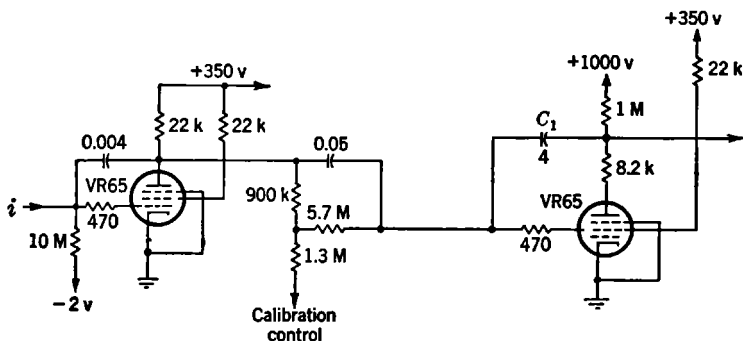 +350 v
+350 v
+1000 v
22 k
22 k
22 k
0.004
0.05
C₁
4
1 M
8.2 k
VR65
900 k
5.7 M
VR65
i
470
470
10 M
1.3 M
−2 v
Calibration
control